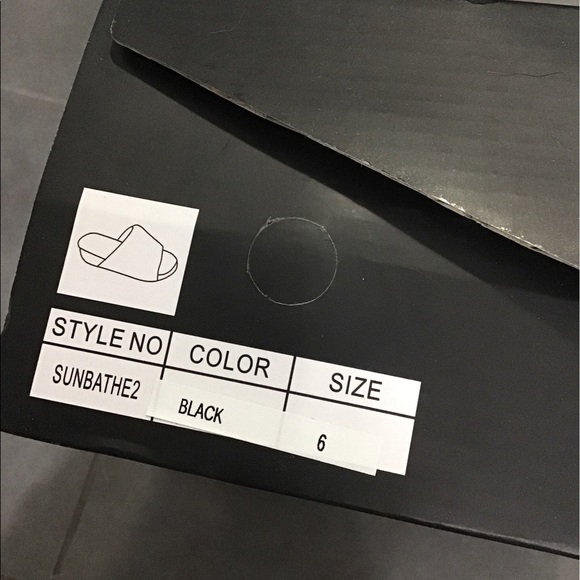 STYLE NO COLOR SIZE
SUNBATHE2 BLACK 6